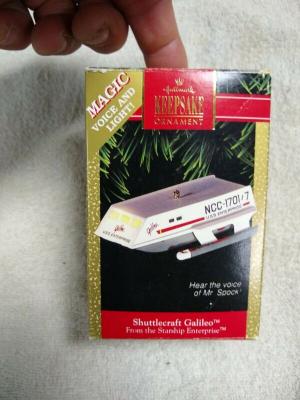 MAGIC
VOICE AND
LIGHT!
Hallmark
KEEPSAKE
ORNAMENT
NCC-1701/7
U.S.S. ENTERPRISE
Galileo
Hear the voice
of Mr. Spock!
Shuttlecraft Galileo™
From the Starship Enterprise™